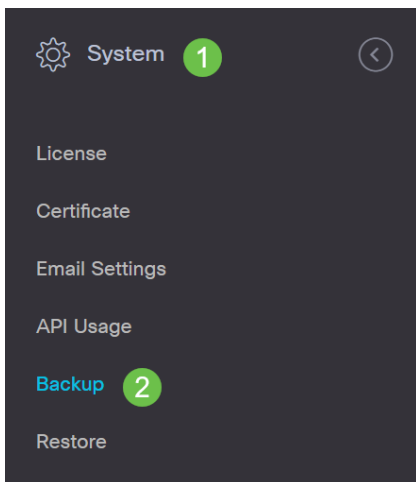 System 1
License
Certificate
Email Settings
API Usage
Backup 2
Restore